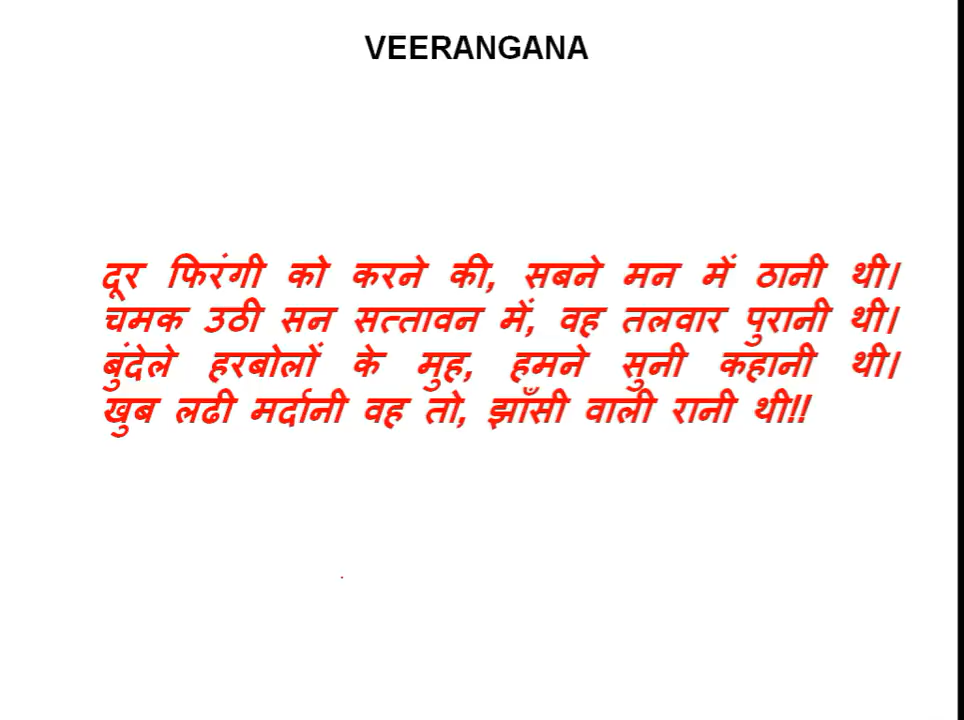 VEERANGANA
दूर फिरंगी को करने की, सबने मन में ठानी थी।
चमक उठी सन सत्तावन में, वह तलवार पुरानी थी।
बुंदेले हरबोलों के मुह, हमने सुनी कहानी थी।
खुब लढी मर्दानी वह तो, झाँसी वाली रानी थी!!